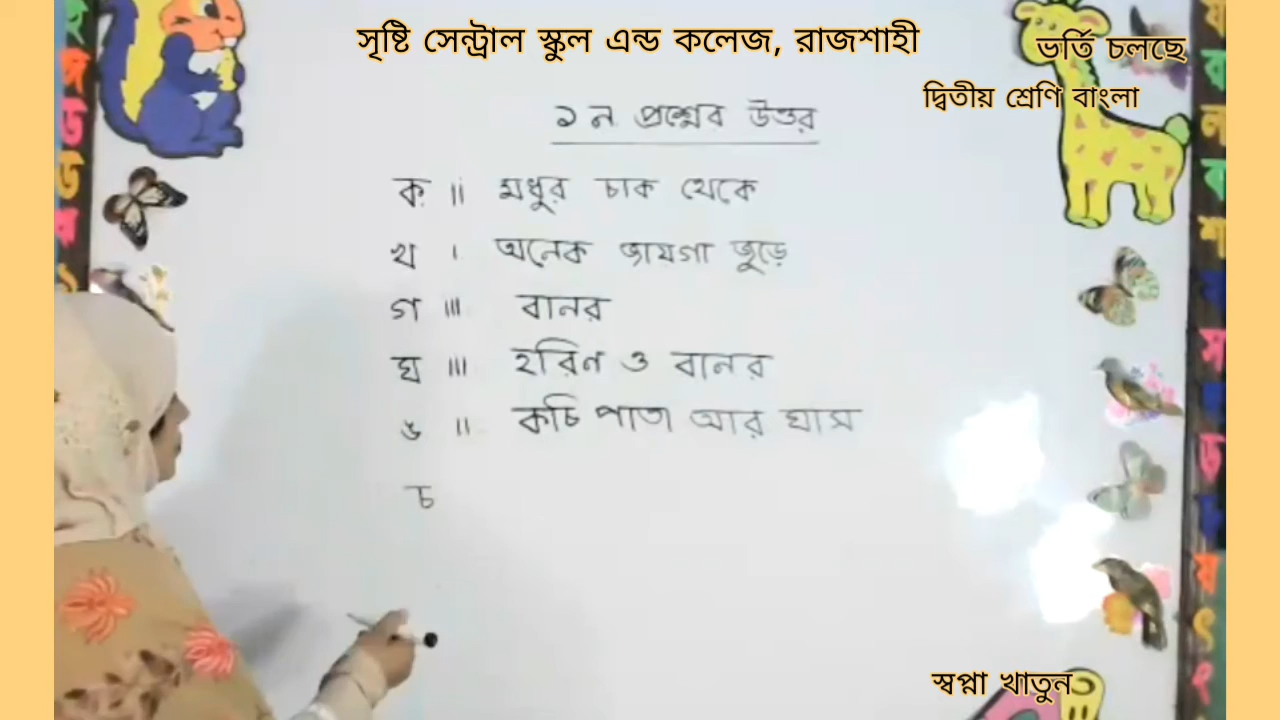 সৃষ্টি সেন্ট্রাল স্কুল এন্ড কলেজ, রাজশাহী
ভর্তি চলছে
দ্বিতীয় শ্রেণি বাংলা
১ ন প্রশ্নের উত্তর
ক ॥ মধুর চাক থেকে
খ । অনেক জায়গা জুড়ে
গ ||| বানর
ঘ ||| হরিণ ও বানর
ঙ ॥ কচি পাতা আর ঘাস
চ
স্বপ্না খাতুন